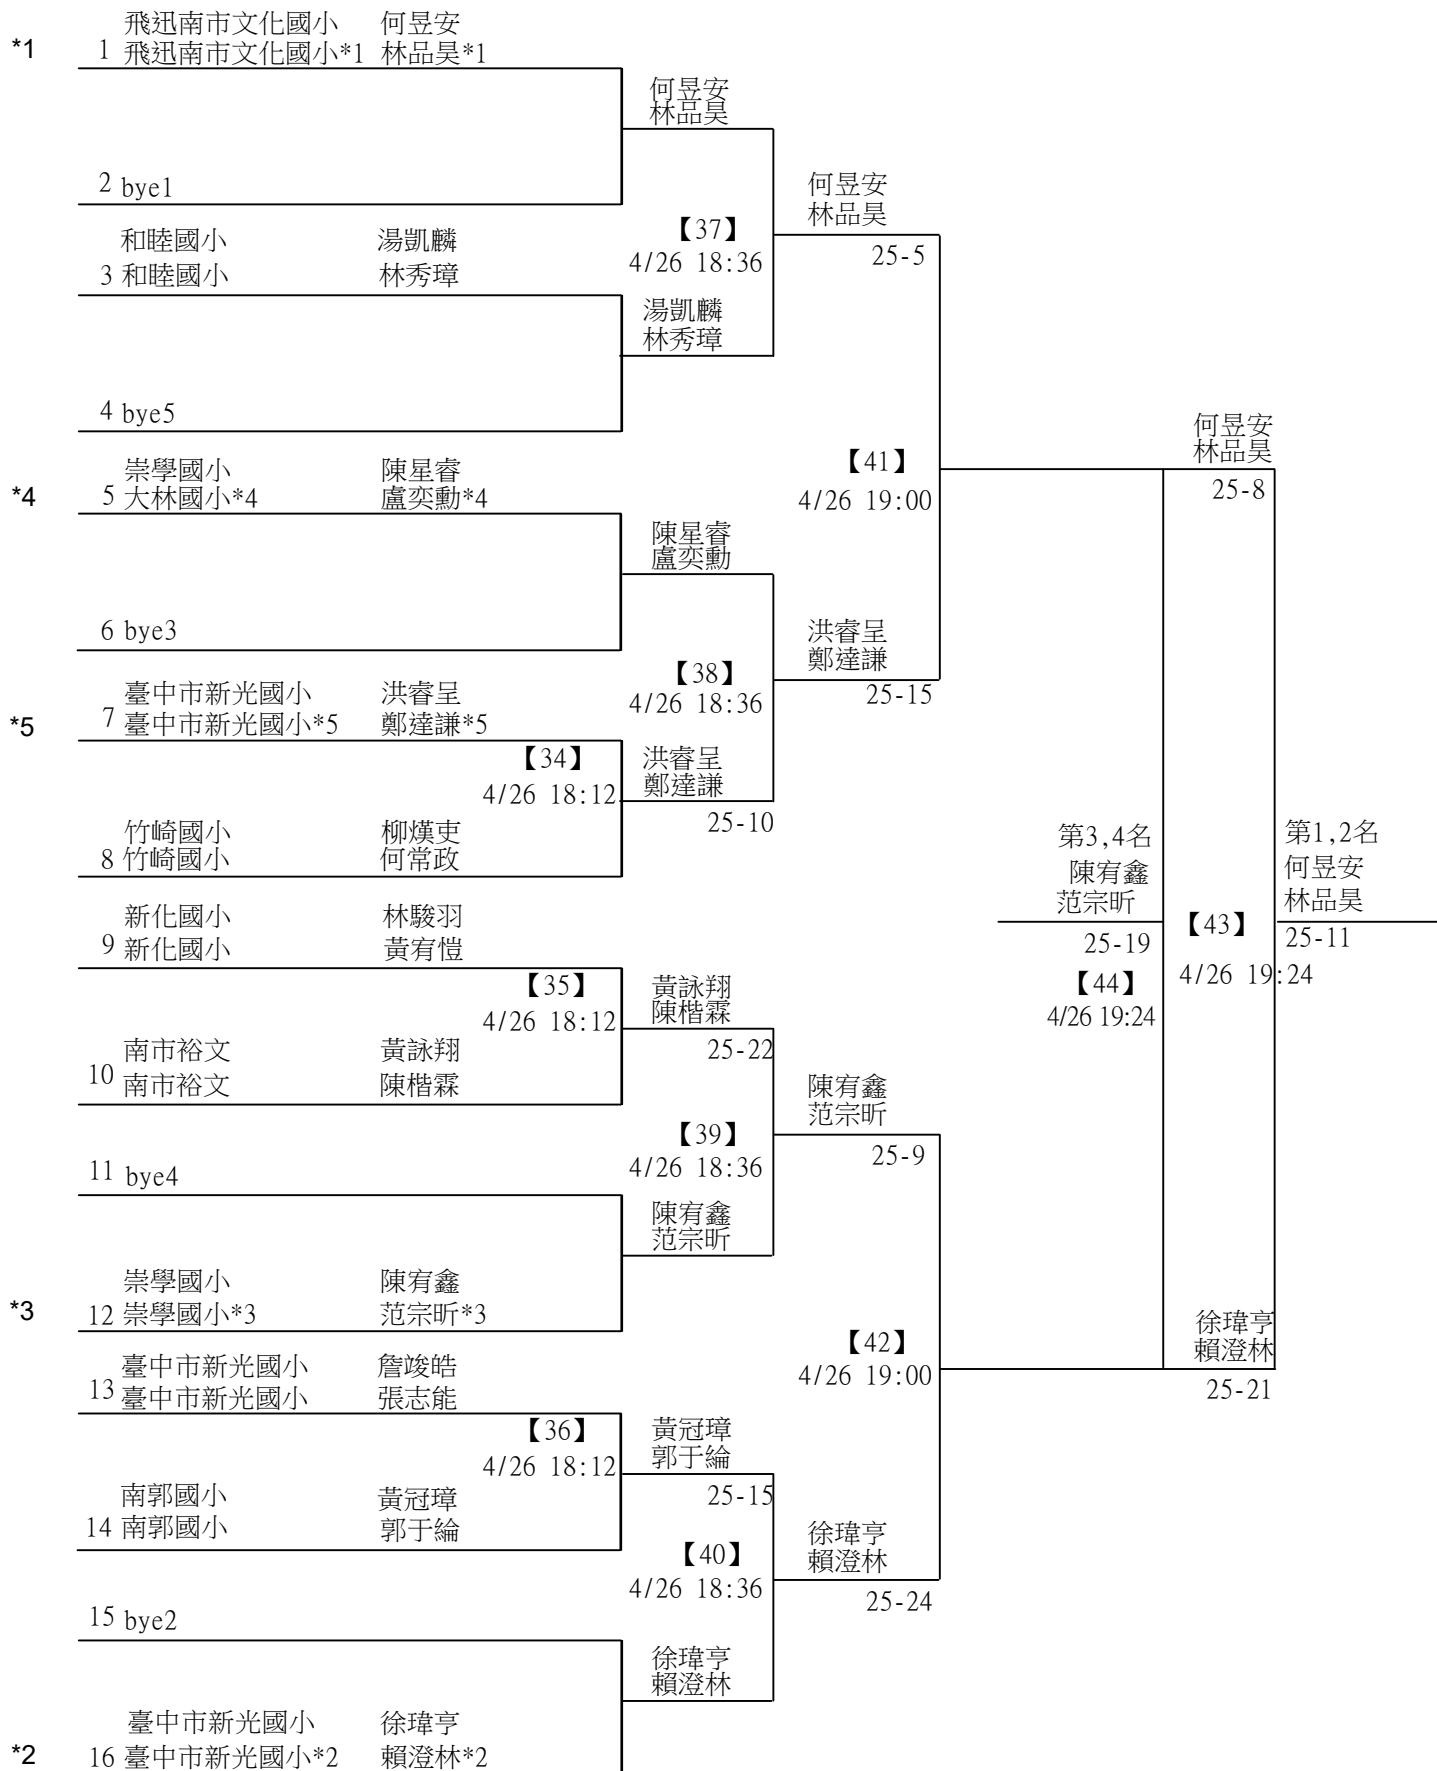 飛迅南市文化國小 何昱安
*1 1 飛迅南市文化國小*1 林品昊*1
何昱安
林品昊
2 bye1
何昱安
林品昊
和睦國小 湯凱麟
3 和睦國小 林秀璋
【37】
4/26 18:36
25-5
湯凱麟
林秀璋
4 bye5
崇學國小 陳星睿
*4 5 大林國小*4 盧奕勳*4
【41】
4/26 19:00
何昱安
林品昊
25-8
陳星睿
盧奕勳
6 bye3
洪睿呈
鄭達謙
【38】
4/26 18:36
25-15
臺中市新光國小 洪睿呈
*5 7 臺中市新光國小*5 鄭達謙*5
【34】
4/26 18:12
洪睿呈
鄭達謙
25-10
竹崎國小 柳熯吏
8 竹崎國小 何常政
第3,4名
陳宥鑫
范宗昕
25-19
【44】
4/26 19:24
【43】
4/26 19:24
第1,2名
何昱安
林品昊
25-11
新化國小 林駿羽
9 新化國小 黃宥愷
【35】
4/26 18:12
黃詠翔
陳楷霖
25-22
南市裕文 黃詠翔
10 南市裕文 陳楷霖
陳宥鑫
范宗昕
【39】
4/26 18:36
25-9
11 bye4
陳宥鑫
范宗昕
崇學國小 陳宥鑫
*3 12 崇學國小*3 范宗昕*3
【42】
4/26 19:00
徐瑋亨
賴澄林
25-21
臺中市新光國小 詹竣皓
13 臺中市新光國小 張志能
【36】
4/26 18:12
黃冠璋
郭于綸
25-15
南郭國小 黃冠璋
14 南郭國小 郭于綸
徐瑋亨
賴澄林
【40】
4/26 18:36
25-24
15 bye2
徐瑋亨
賴澄林
臺中市新光國小 徐瑋亨
*2 16 臺中市新光國小*2 賴澄林*2